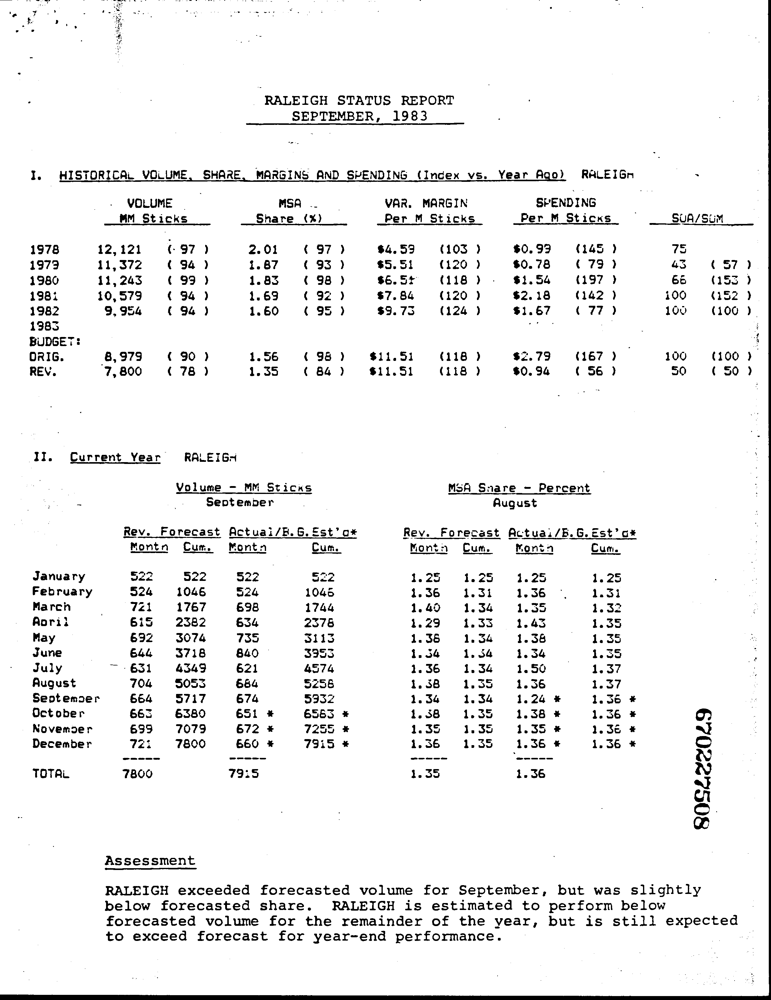 RALEIGH STATUS REPORT
SEPTEMBER, 1983
I. HISTORICAL VOLUME, SHARE, MARGINS AND SPENDING (Index vs. Year Ago) RALEIGH
VOLUME MSA VAR. MARGIN SPENDING
MM Sticks Share (%) Per M Sticks Per M Sticks SOA/SOM
1978 12,121 ( 97 ) 2.01 ( 97 ) $4.59 (103 ) $0.99 (145 ) 75
1979 11,372 ( 94 ) 1.87 ( 93 ) $5.51 (120 ) $0.78 ( 79 ) 43 ( 57 )
1980 11,243 ( 99 ) 1.83 ( 98 ) $6.51 (118 ) $1.54 (197 ) 66 (153 )
1981 10,579 ( 94 ) 1.69 ( 92 ) $7.84 (120 ) $2.18 (142 ) 100 (152 )
1982 9,954 ( 94 ) 1.60 ( 95 ) $9.73 (124 ) $1.67 ( 77 ) 100 (100 )
1983
BUDGET:
ORIG. 8,979 ( 90 ) 1.56 ( 98 ) $11.51 (118 ) $2.79 (167 ) 100 (100 )
REV. 7,800 ( 78 ) 1.35 ( 84 ) $11.51 (118 ) $0.94 ( 56 ) 50 ( 50 )
II. Current Year RALEIGH
Volume - MM Sticks MSA Share - Percent
September August
Rev. Forecast Actual/B.G.Est'd* Rev. Forecast Actual/B.G.Est'd*
Month Cum. Month Cum. Month Cum. Month Cum.
January 522 522 522 522 1.25 1.25 1.25 1.25
February 524 1046 524 1046 1.36 1.31 1.36 1.31
March 721 1767 698 1744 1.40 1.34 1.35 1.32
April 615 2382 634 2378 1.29 1.33 1.43 1.35
May 692 3074 735 3113 1.38 1.34 1.38 1.35
June 644 3718 840 3953 1.34 1.34 1.34 1.35
July 631 4349 621 4574 1.36 1.34 1.50 1.37
August 704 5053 684 5258 1.38 1.35 1.36 1.37
September 664 5717 674 5932 1.34 1.34 1.24 * 1.36 *
October 663 6380 651 * 6583 * 1.38 1.35 1.38 * 1.36 *
November 699 7079 672 * 7255 * 1.35 1.35 1.35 * 1.36 *
December 721 7800 660 * 7915 * 1.36 1.35 1.36 * 1.36 *
----- ----- ----- -----
TOTAL 7800 7915 1.35 1.36
670227508
Assessment
RALEIGH exceeded forecasted volume for September, but was slightly
below forecasted share. RALEIGH is estimated to perform below
forecasted volume for the remainder of the year, but is still expected
to exceed forecast for year-end performance.